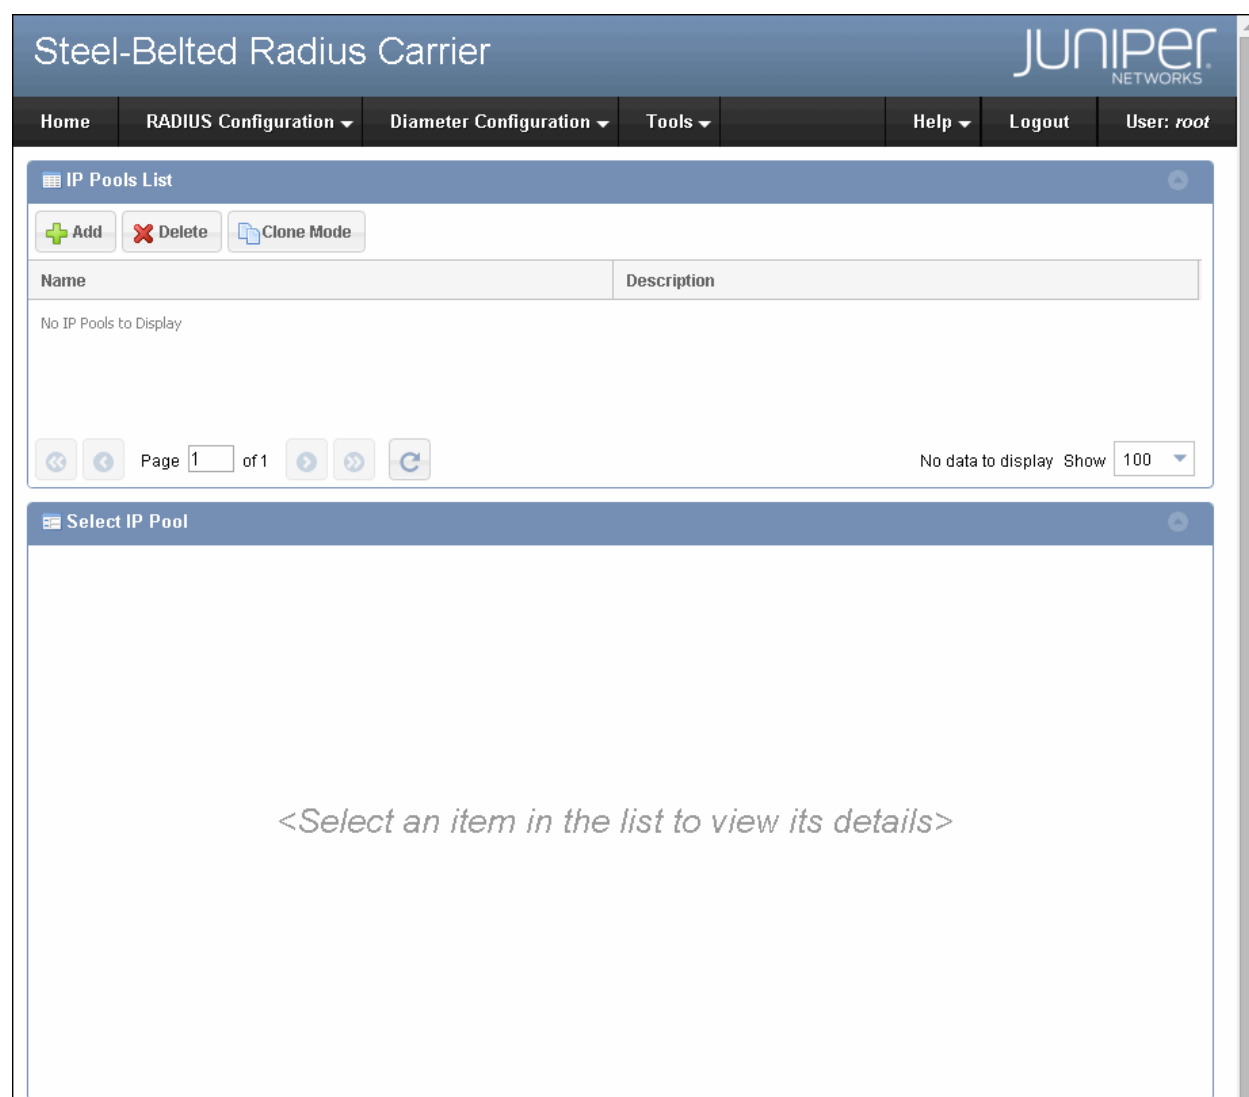 Steel-Belted Radius Carrier
JUNIPER
NETWORKS
Home RADIUS Configuration Diameter Configuration Tools Help Logout User: root
IP Pools List
Add Delete Clone Mode
Name Description
No IP Pools to Display
Page 1 of 1 No data to display Show 100
Select IP Pool
<Select an item in the list to view its details>